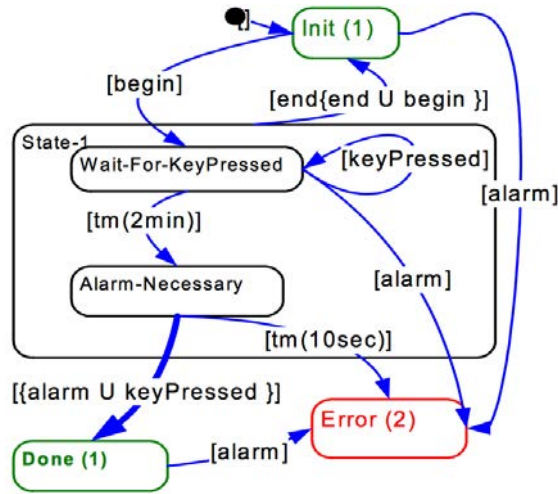 []
Init (1)
[begin]
[end{end U begin }]
State-1
Wait-For-KeyPressed
[keyPressed]
[alarm]
[tm(2min)]
Alarm-Necessary
[alarm]
[tm(10sec)]
[{alarm U keyPressed }]
Error (2)
Done (1)
[alarm]